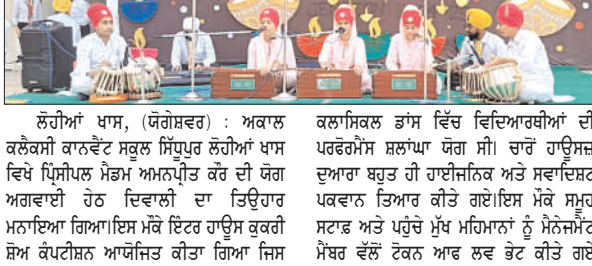 ਲੋਹੀਆਂ ਖਾਸ, (ਯੋਗੇਸ਼ਵਰ) : ਅਕਾਲ
ਕਲੈਕਸੀ ਕਾਨਵੈਂਟ ਸਕੂਲ ਸਿੱਧੂਪੁਰ ਲੋਹੀਆਂ ਖਾਸ
ਵਿਖੇ ਪ੍ਰਿੰਸੀਪਲ ਮੈਡਮ ਅਮਨਪ੍ਰੀਤ ਕੌਰ ਦੀ ਯੋਗ
ਅਗਵਾਈ ਹੇਠ ਦਿਵਾਲੀ ਦਾ ਤਿਉਹਾਰ
ਮਨਾਇਆ ਗਿਆ।ਇਸ ਮੌਕੇ ਇੰਟਰ ਹਾਊਸ ਕੁਕਰੀ
ਸ਼ੋਅ ਕੰਪਟੀਸ਼ਨ ਆਯੋਜਿਤ ਕੀਤਾ ਗਿਆ ਜਿਸ
ਕਲਾਸਿਕਲ ਡਾਂਸ ਵਿੱਚ ਵਿਦਿਆਰਥੀਆਂ ਦੀ
ਪਰਫੋਰਮੈਂਸ ਸ਼ਲਾਂਘਾ ਯੋਗ ਸੀ। ਚਾਰੋਂ ਹਾਊਸਜ਼
ਦੁਆਰਾ ਬਹੁਤ ਹੀ ਹਾਈਜਨਿਕ ਅਤੇ ਸਵਾਦਿਸ਼ਟ
ਪਕਵਾਨ ਤਿਆਰ ਕੀਤੇ ਗਏ।ਇਸ ਮੌਕੇ ਸਮੂਹ
ਸਟਾਫ਼ ਅਤੇ ਪਹੁੰਚੇ ਮੁੱਖ ਮਹਿਮਾਨਾਂ ਨੂੰ ਮੈਨੇਜਮੈਂਟ
ਮੈਂਬਰ ਵੱਲੋਂ ਟੋਕਨ ਆਫ ਲਵ ਭੇਟ ਕੀਤੇ ਗਏ